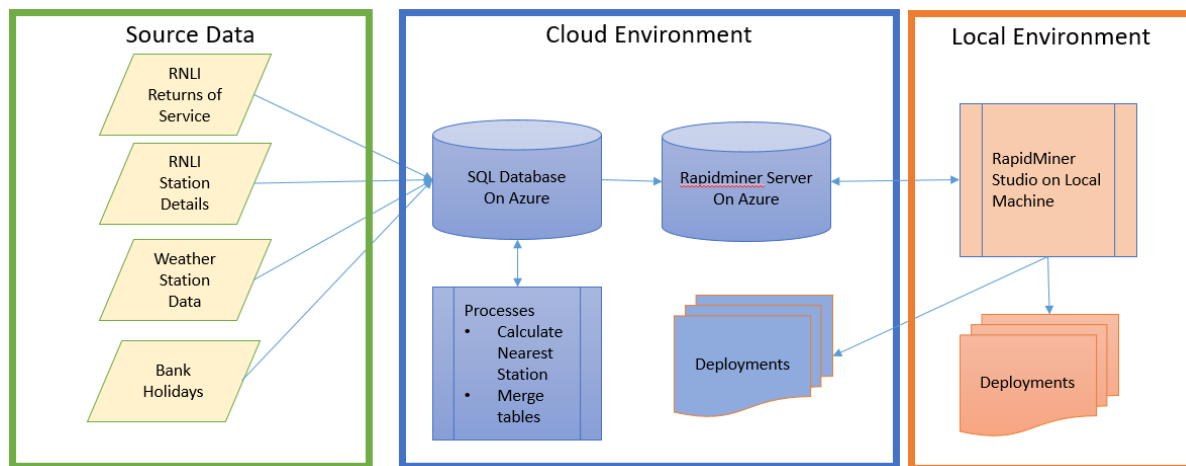 Source Data
RNLI
Returns of
Service
RNLI
Station
Details
Weather
Station
Data
Bank
Holidays
Cloud Environment
SQL Database
On Azure
Rapidminer Server
On Azure
Processes
• Calculate
Nearest
Station
• Merge
tables
Deployments
Local Environment
RapidMiner
Studio on Local
Machine
Deployments